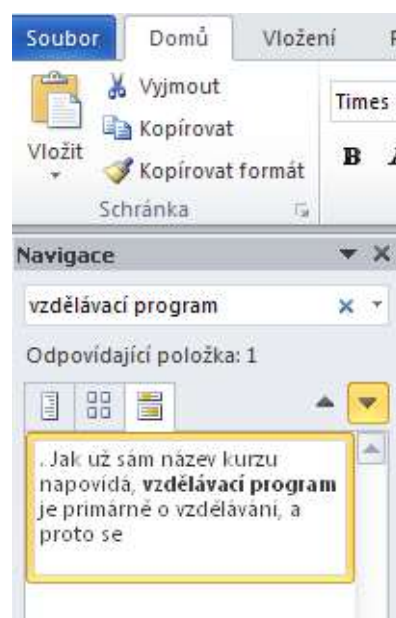 Soubor Domů Vložení
Vyjmout
Kopírovat
Kopírovat formát
Vložit
Schránka
Times
B
Navigace
vzdělávací program
Odpovídající položka: 1
. Jak už sám název kurzu
napovídá, vzdělávací program
je primárně o vzdělávání, a
proto se